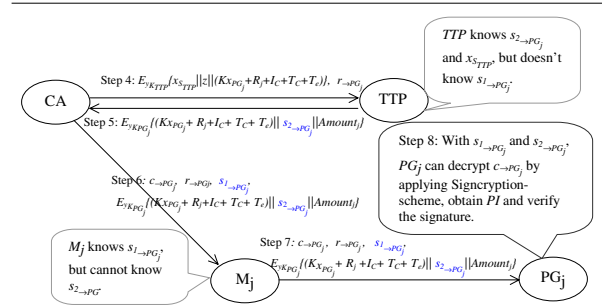 TTP knows s2→PGj
and xSTTP, but doesn't
know s1→PGj.
Step 4: EyKTTP{xSTTP||z||(KxPGj+Rj+IC+TC+Te)}, r→PGj
CA
TTP
Step 5: EyKPGj{(KxPGj+ Rj+IC+ TC+ Te)|| s2→PGj||Amountj}
Step 8: With s1→PGj and s2→PGj,
PGj can decrypt c→PGj by
applying Signcryption-
scheme, obtain PI and verify
the signature.
Step 6: c→PGj, r→PGj, s1→PGj,
EyKPGj{(KxPGj+ Rj+IC+ TC+ Te)|| s2→PGj||Amountj}
Mj knows s1→PGj,
but cannot know
s2→PG.
Step 7: c→PGj, r→PGj, s1→PGj,
EyKPGj{(KxPGj + Rj+IC + TC + Te)|| s2→PGj||Amountj}
Mj
PGj